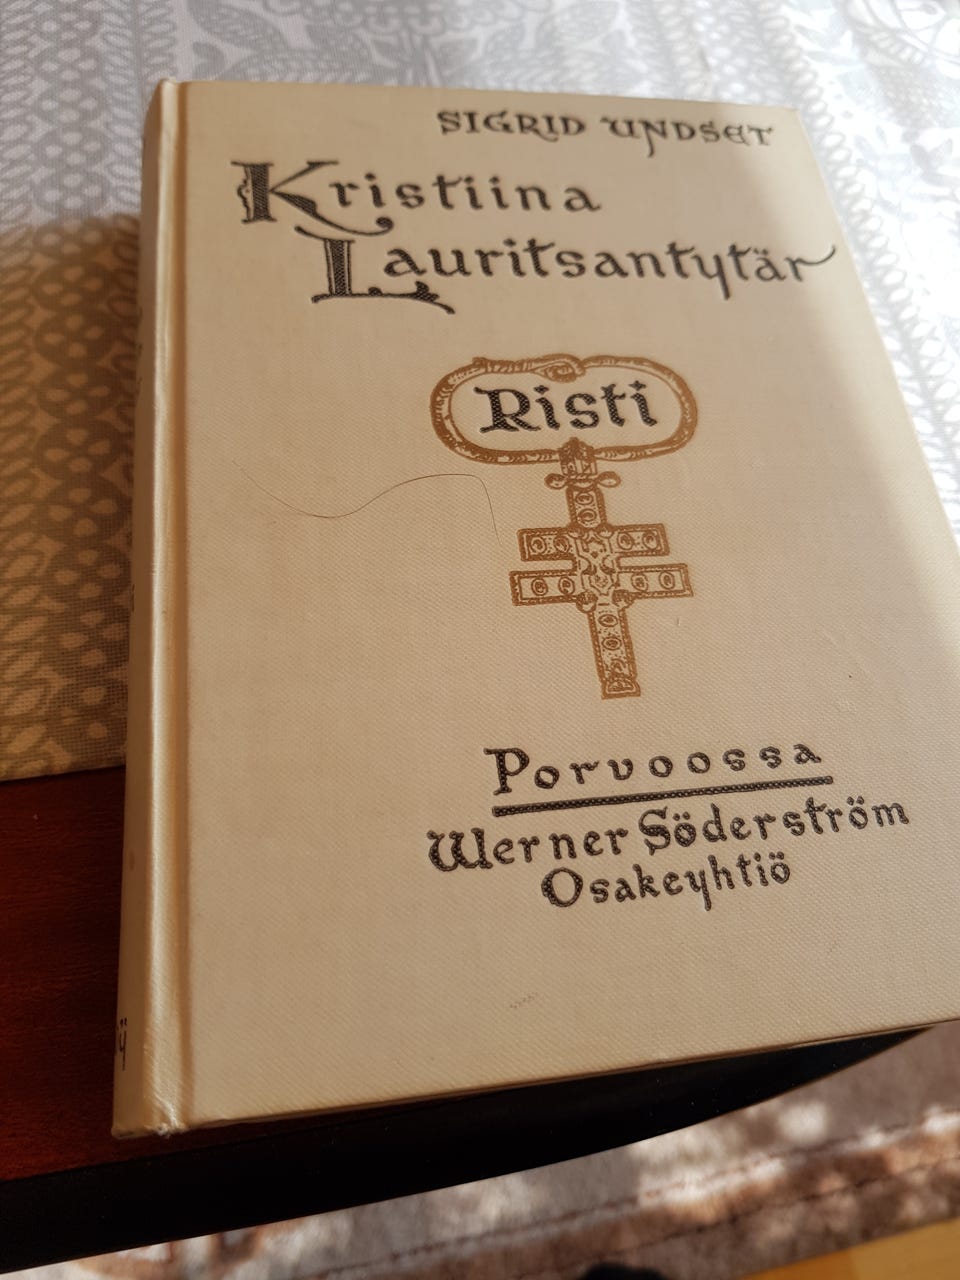 SIGRID UNDSET
Kristiina
Lauritsantytär
Risti
Porvoossa
Werner Söderström
Osakeyhtiö